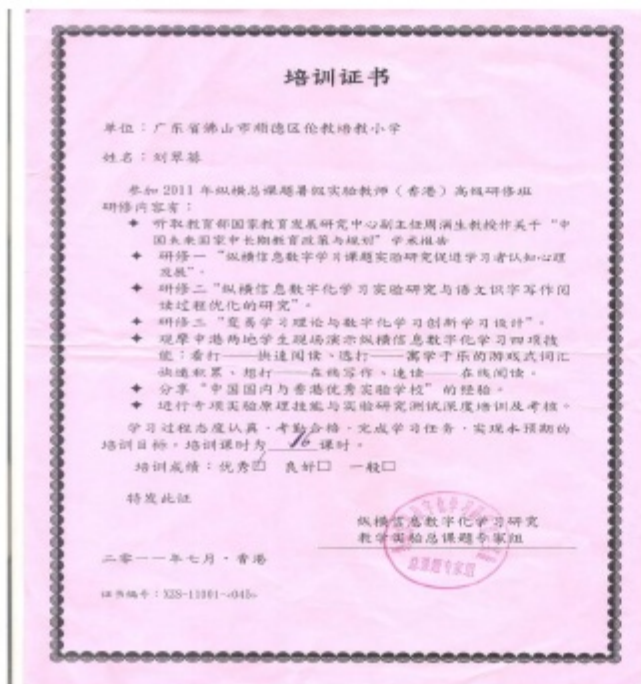 培训证书
单位：广东省佛山市顺德区伦教培教小学
姓名：刘翠
参加 2011 年纵横总课题暑级实验教师（香港）高级研修班
研修内容有：
◆ 听取教育部国家教育发展研究中心副主任周满生教授作关于“中
国未来国家中长期教育政策与规划”学术报告
◆ 研修一“纵横信息数字学习课题实验研究促进学习者认知心理
发展”。
◆ 研修二“纵横信息数字化学习实验研究与语文识字写作阅
读过程优化的研究”。
◆ 研修三“变易学习理论与数字化学习创新学习设计”。
◆ 观摩中港两地学生现场演示纵横信息数字化学习四项技
能：看打——快速阅读、选打——寓学于乐的游戏式词汇
快速积累、想打——在线写作、速读——在线阅读。
◆ 分享“中国国内与香港优秀实验学校”的经验。
◆ 进行专项实验原理技能与实验研究测试深度培训及考核。
学习过程态度认真，考勤合格，完成学习任务，实现本预期的
培训目标。培训课时为 16 课时。
培训成绩：优秀☑ 良好□ 一般□
特发此证
纵横信息数字化学习研究
教学实验总课题专家组
总课题专家组
二零一一年七月·香港
证书编号：XZS-11001-«045»